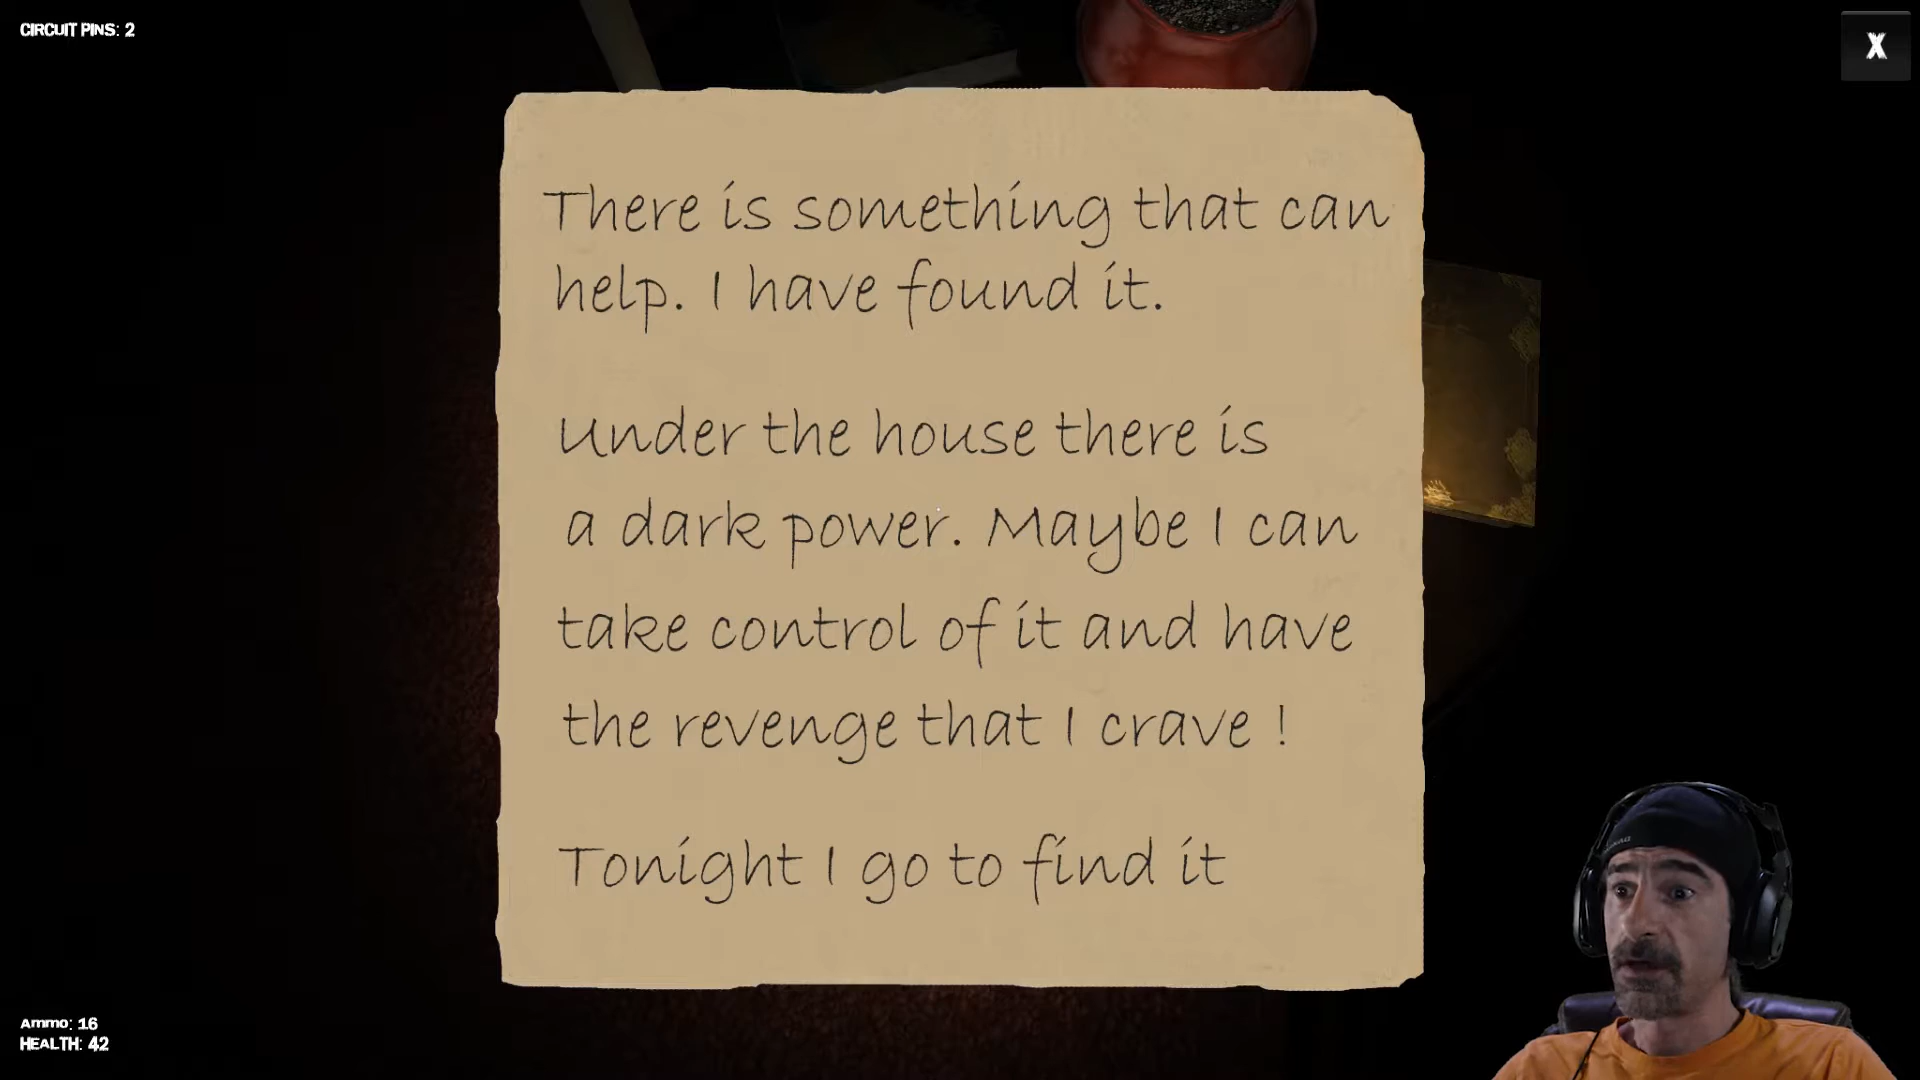 CIRCUIT PINS: 2
X
There is something that can
help. I have found it.
Under the house there is
a dark power. Maybe I can
take control of it and have
the revenge that I crave !
Tonight I go to find it
Ammo: 16
HEALTH: 42